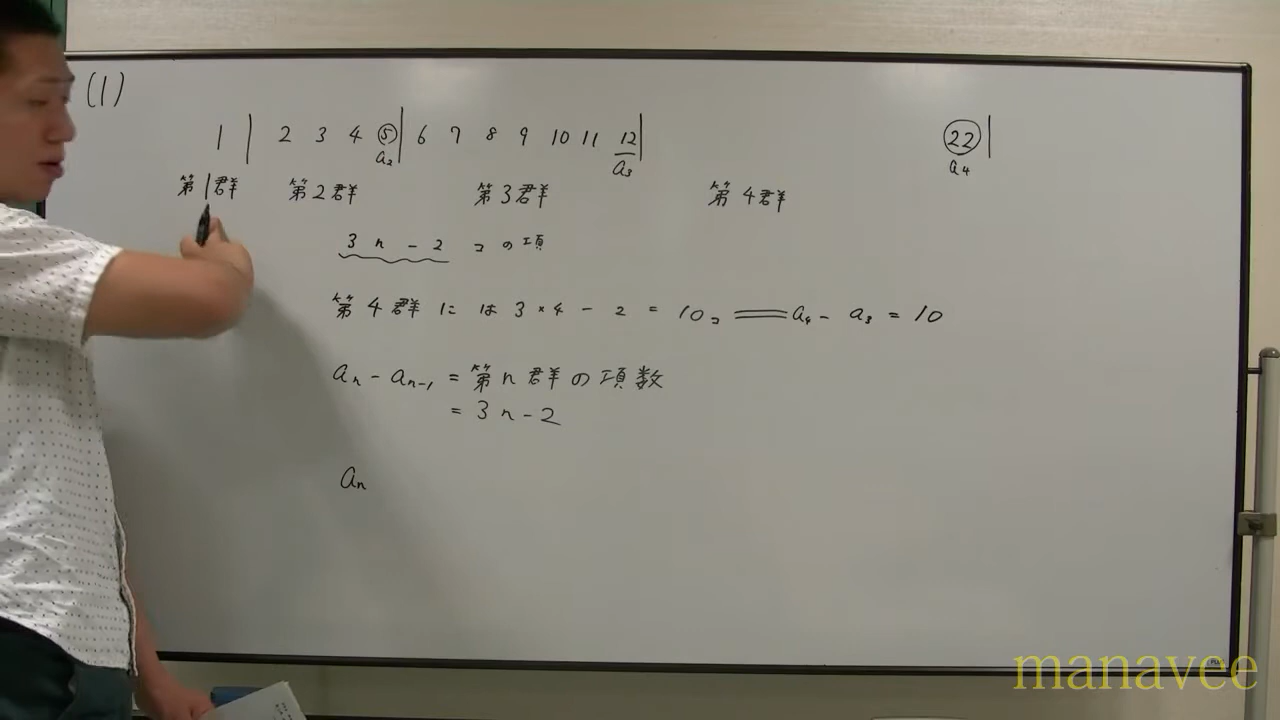 (1)
1 | 2 3 4 ⑤ | 6 7 8 9 10 11 12 | ㉒ |
a₂ a₃ a₄
第1群 第2群 第3群 第4群
3n-2 コの項
第4群には 3×4-2=10コ a₄-a₃=10
aₙ-aₙ₋₁=第n群の項数
=3n-2
aₙ
manavee